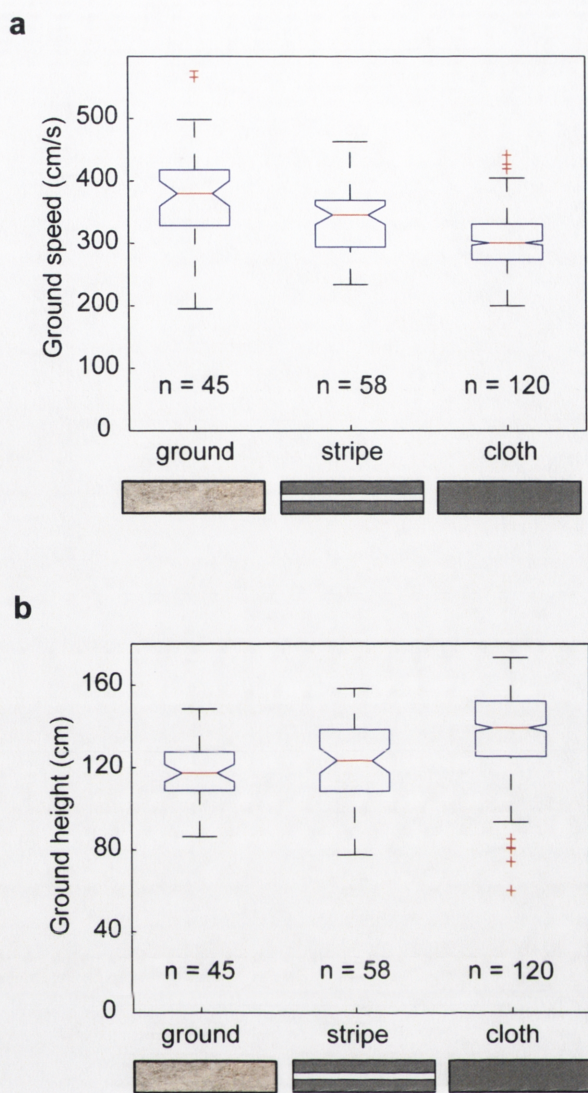 a
Ground speed (cm/s)
500
400
300
200
100
0
n = 45 n = 58 n = 120
ground stripe cloth
b
Ground height (cm)
160
120
80
40
0
n = 45 n = 58 n = 120
ground stripe cloth